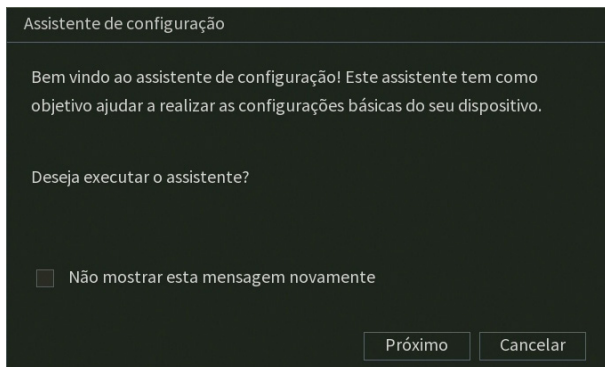 Assistente de configuração
Bem vindo ao assistente de configuração! Este assistente tem como
objetivo ajudar a realizar as configurações básicas do seu dispositivo.
Deseja executar o assistente?
Não mostrar esta mensagem novamente
Próximo Cancelar